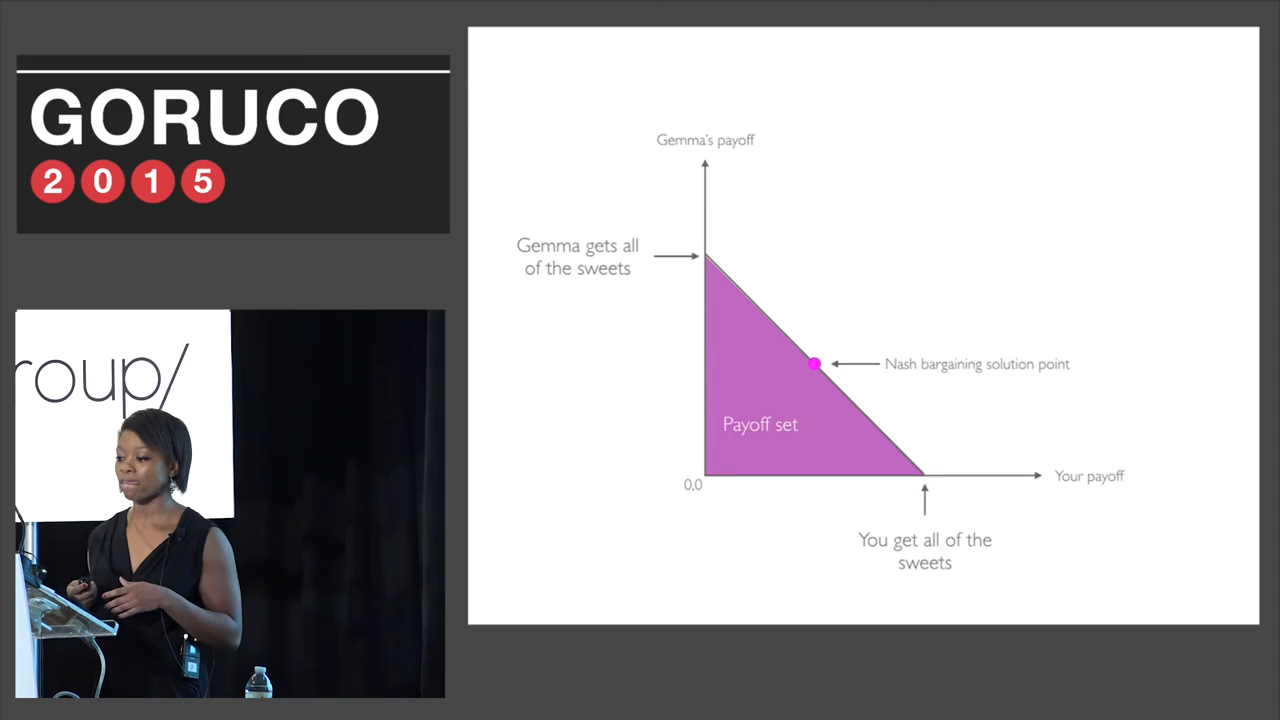 GORUCO
2 0 1 5
roup/
Gemma's payoff
Gemma gets all
of the sweets
Nash bargaining solution point
Payoff set
0,0
Your payoff
You get all of the
sweets